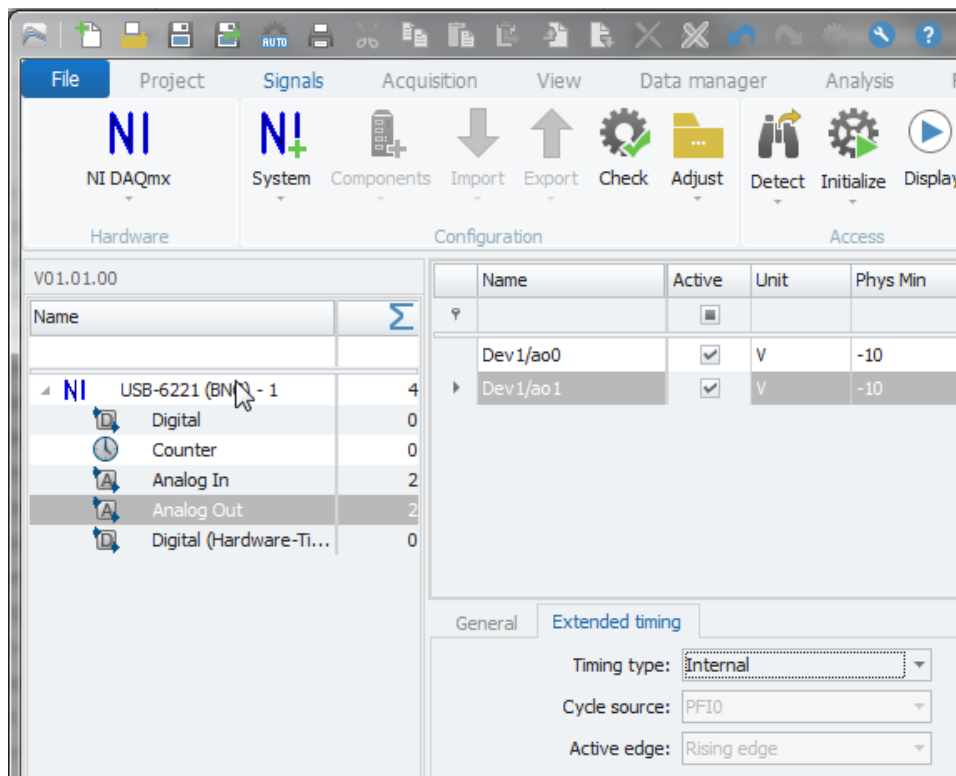 AUTO
?
File Project Signals Acquisition View Data manager Analysis
NI NI
NI DAQmx System Components Import Export Check Adjust Detect Initialize Display
Hardware Configuration Access
V01.01.00
Name Σ
Name Active Unit Phys Min
Dev1/ao0 V -10
Dev1/ao1 V -10
NI USB-6221 (BNC) - 1 4
D Digital 0
Counter 0
A Analog In 2
A Analog Out 2
D Digital (Hardware-Ti... 0
General Extended timing
Timing type: Internal
Cycle source: PFI0
Active edge: Rising edge